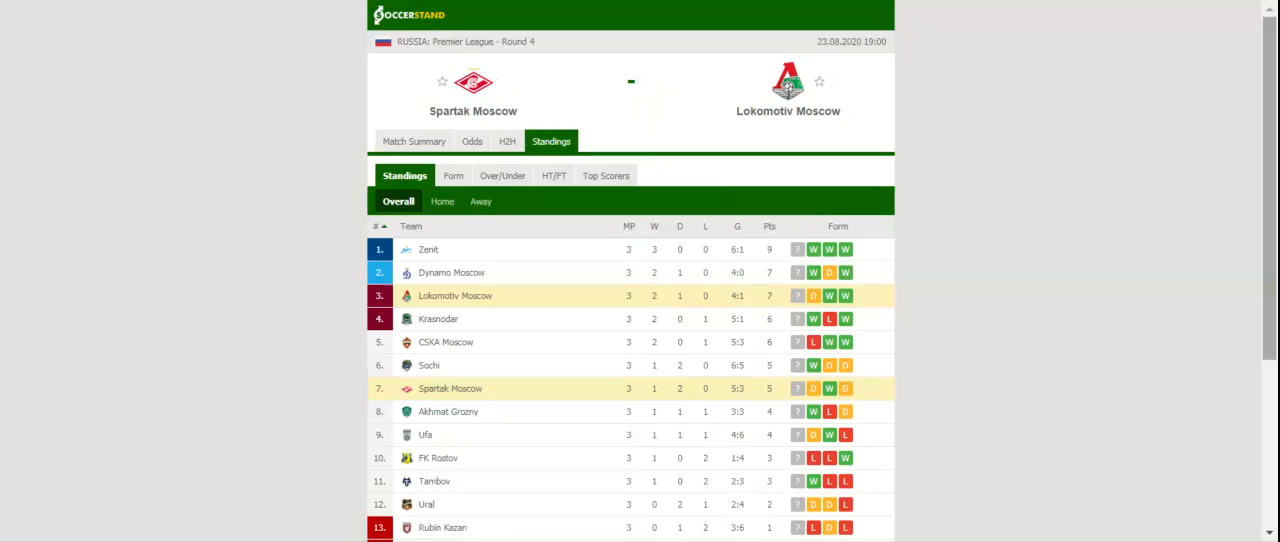 SOCCERSTAND
RUSSIA: Premier League - Round 4 23.08.2020 19:00
-
Spartak Moscow Lokomotiv Moscow
Match Summary Odds H2H Standings
Standings Form Over/Under HT/FT Top Scorers
Overall Home Away
# Team MP W D L G Pts Form
1. Zenit 3 3 0 0 6:1 9 ? W W W
2. Dynamo Moscow 3 2 1 0 4:0 7 ? W D W
3. Lokomotiv Moscow 3 2 1 0 4:1 7 ? D W W
4. Krasnodar 3 2 0 1 5:1 6 ? W L W
5. CSKA Moscow 3 2 0 1 5:3 6 ? L W W
6. Sochi 3 1 2 0 6:5 5 ? W D D
7. Spartak Moscow 3 1 2 0 5:3 5 ? D W D
8. Akhmat Grozny 3 1 1 1 3:3 4 ? W L D
9. Ufa 3 1 1 1 4:6 4 ? D W L
10. FK Rostov 3 1 0 2 1:4 3 ? L L W
11. Tambov 3 1 0 2 2:3 3 ? W L L
12. Ural 3 0 2 1 2:4 2 ? D D L
13. Rubin Kazan 3 0 1 2 3:6 1 ? L D L